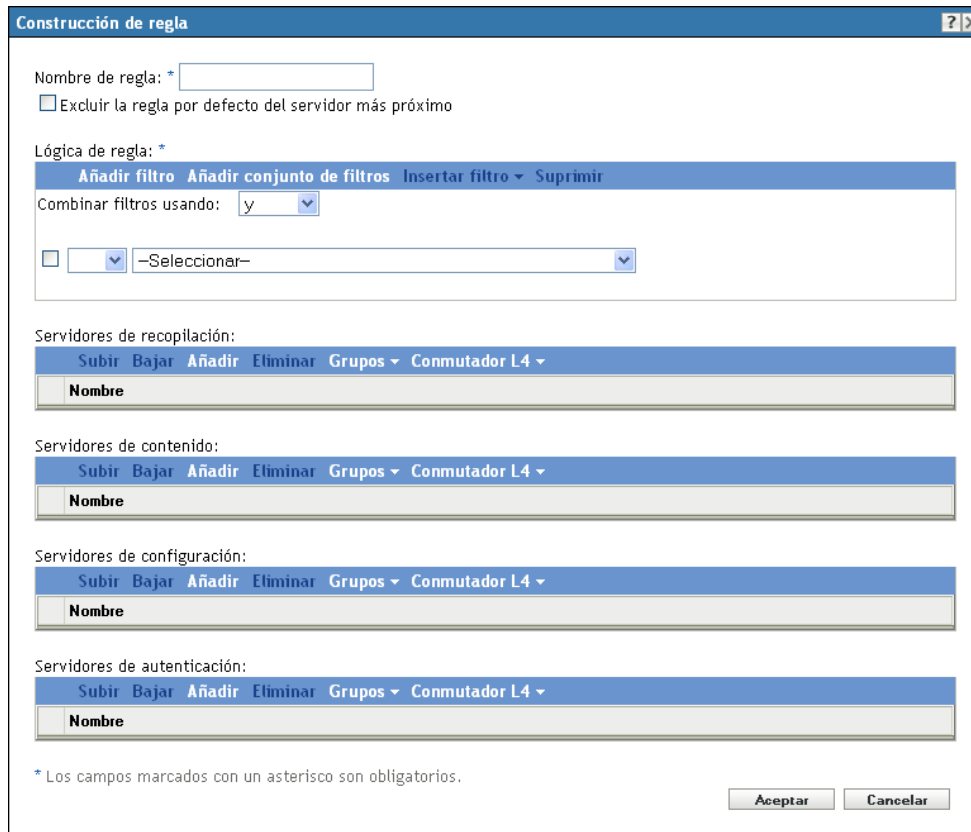 Construcción de regla ?
Nombre de regla: *
Excluir la regla por defecto del servidor más próximo
Lógica de regla: *
Añadir filtro Añadir conjunto de filtros Insertar filtro Suprimir
Combinar filtros usando: y
–Seleccionar–
Servidores de recopilación:
Subir Bajar Añadir Eliminar Grupos Conmutador L4
Nombre
Servidores de contenido:
Subir Bajar Añadir Eliminar Grupos Conmutador L4
Nombre
Servidores de configuración:
Subir Bajar Añadir Eliminar Grupos Conmutador L4
Nombre
Servidores de autenticación:
Subir Bajar Añadir Eliminar Grupos Conmutador L4
Nombre
* Los campos marcados con un asterisco son obligatorios.
Aceptar Cancelar